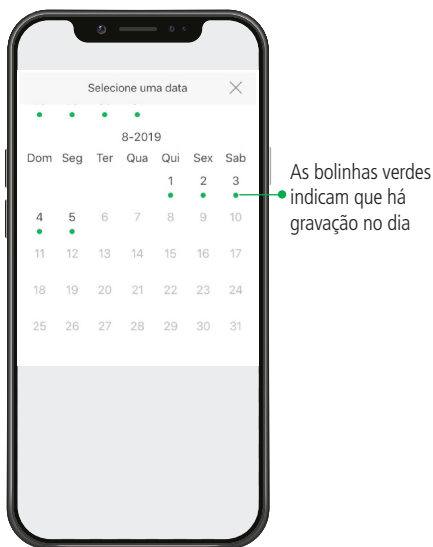 Selecione uma data
8-2019
Dom Seg Ter Qua Qui Sex Sab
1 2 3
4 5 6 7 8 9 10
11 12 13 14 15 16 17
18 19 20 21 22 23 24
25 26 27 28 29 30 31
As bolinhas verdes
indicam que há
gravação no dia